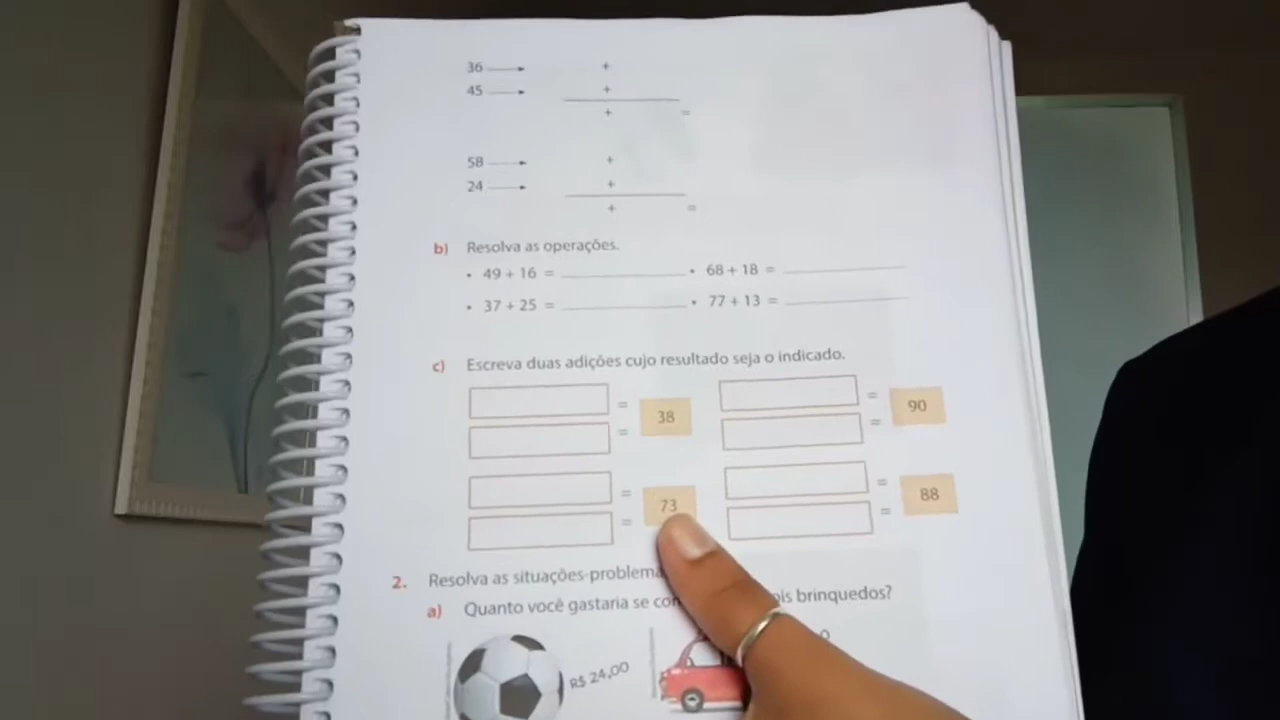 36 +
45 +
+ =
58 +
24 +
+ =
b) Resolva as operações.
• 49 + 16 = • 68 + 18 =
• 37 + 25 = • 77 + 13 =
c) Escreva duas adições cujo resultado seja o indicado.
= 38 = 90
= =
= 73 = 88
= =
2. Resolva as situações-problema
a) Quanto você gastaria se brinquedos?
R$ 24,00